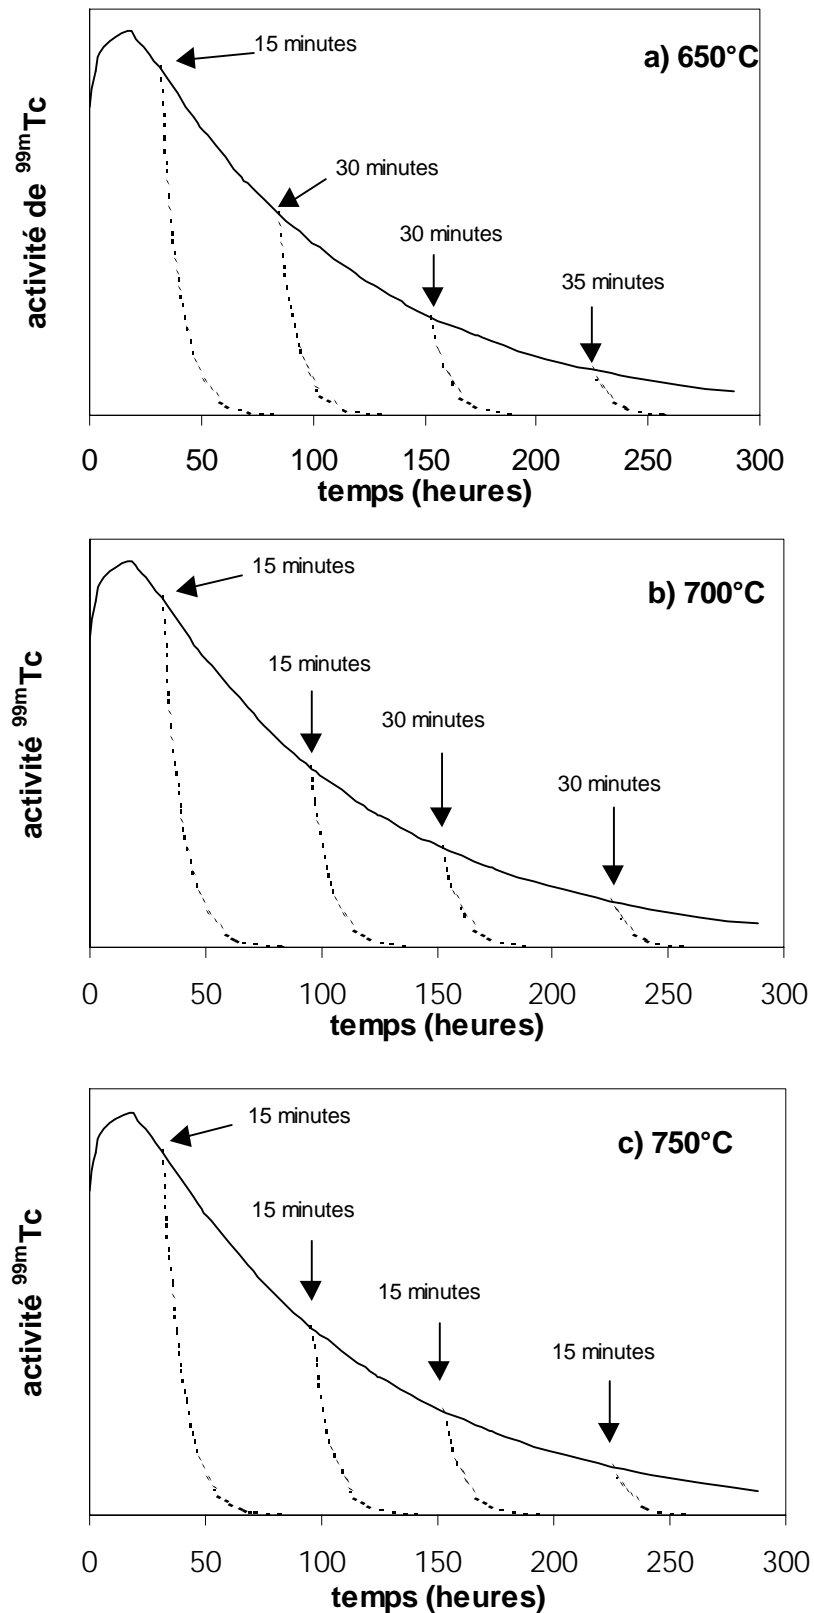 15 minutes
a) 650°C
activité de ⁹⁹ᵐTc
30 minutes
30 minutes
35 minutes
0 50 100 150 200 250 300
temps (heures)
15 minutes
b) 700°C
activité ⁹⁹ᵐTc
15 minutes
30 minutes
30 minutes
0 50 100 150 200 250 300
temps (heures)
15 minutes
c) 750°C
activité ⁹⁹ᵐTc
15 minutes
15 minutes
15 minutes
0 50 100 150 200 250 300
temps (heures)